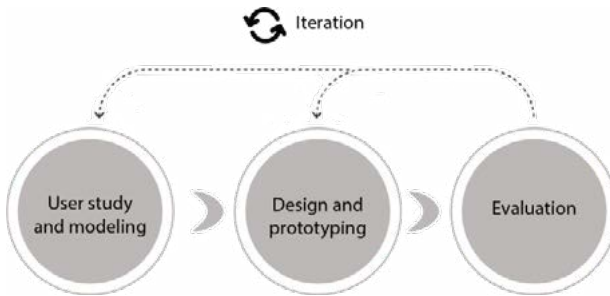 Iteration
User study
and modeling
Design and
prototyping
Evaluation